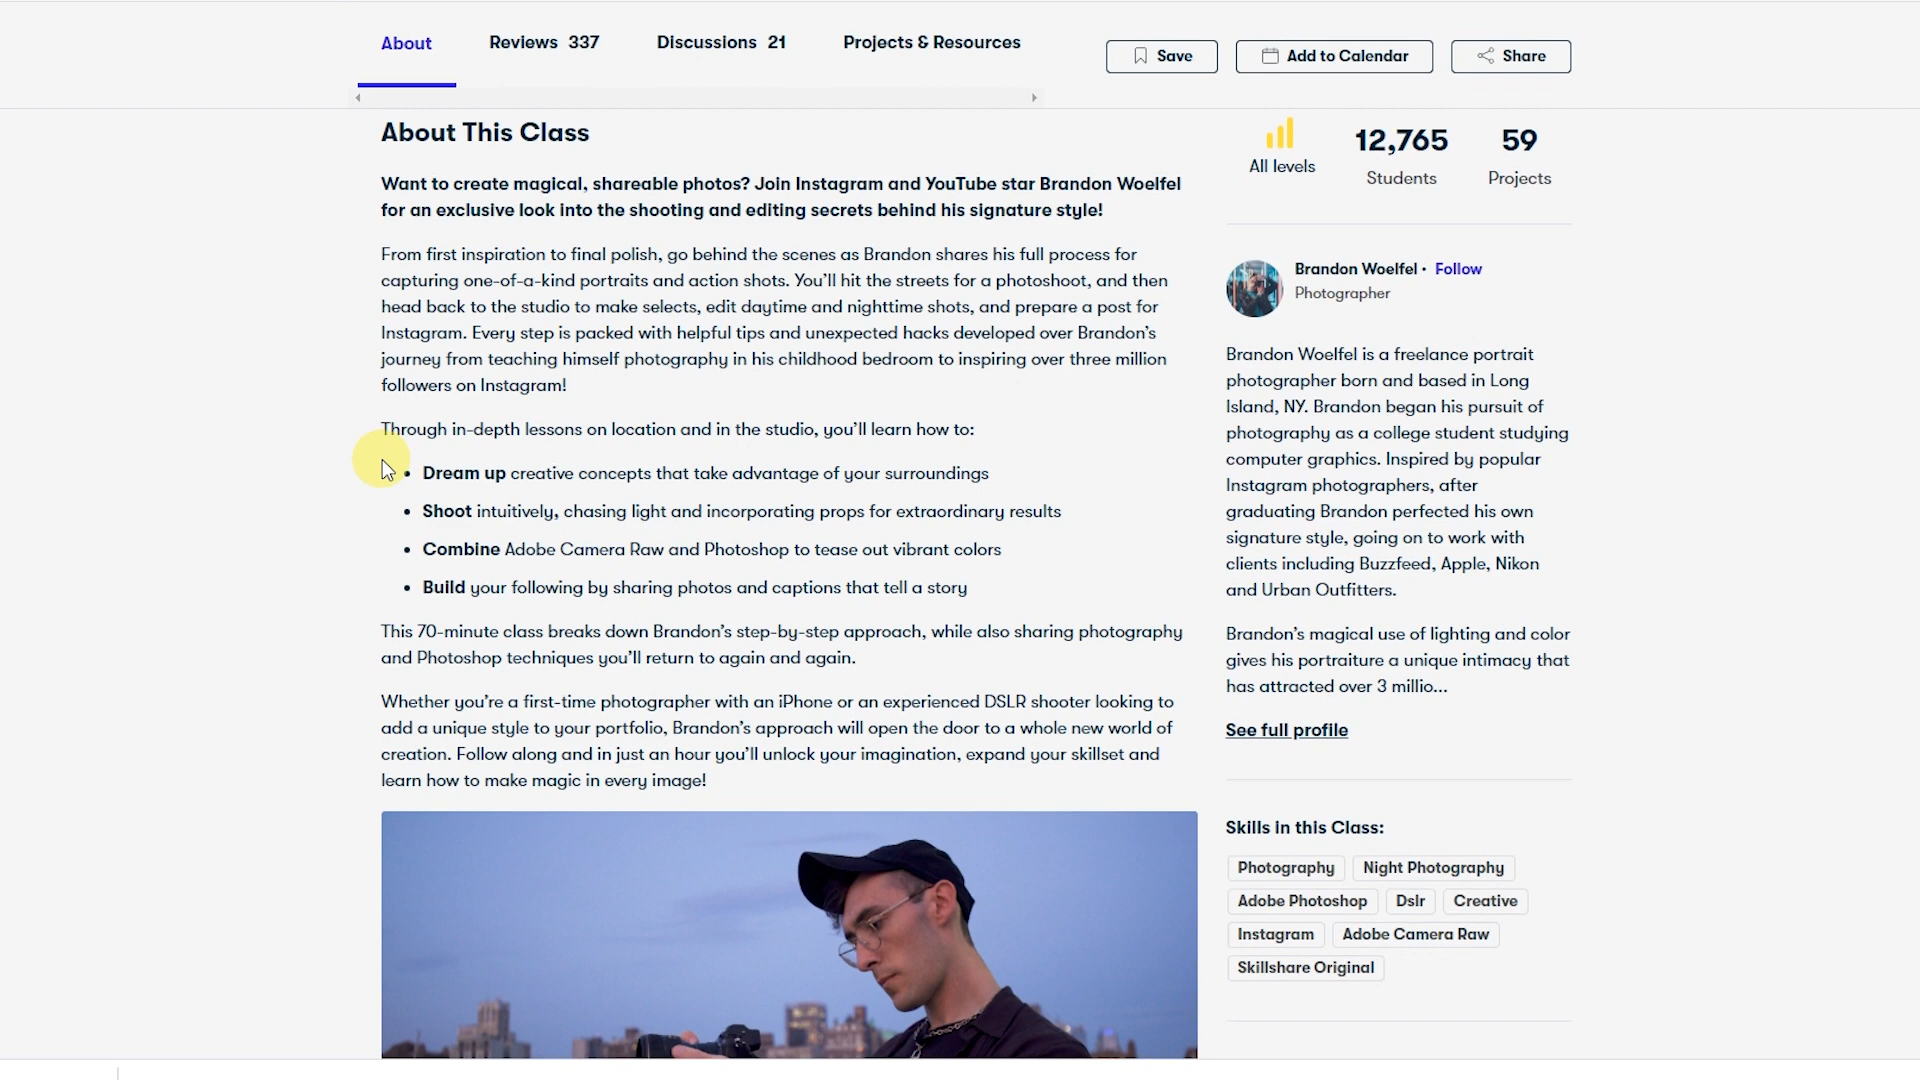 About
Reviews 337
Discussions 21
Projects & Resources
Save
Add to Calendar
Share
About This Class
Want to create magical, shareable photos? Join Instagram and YouTube star Brandon Woelfel
for an exclusive look into the shooting and editing secrets behind his signature style!
From first inspiration to final polish, go behind the scenes as Brandon shares his full process for
capturing one-of-a-kind portraits and action shots. You’ll hit the streets for a photoshoot, and then
head back to the studio to make selects, edit daytime and nighttime shots, and prepare a post for
Instagram. Every step is packed with helpful tips and unexpected hacks developed over Brandon’s
journey from teaching himself photography in his childhood bedroom to inspiring over three million
followers on Instagram!
Through in-depth lessons on location and in the studio, you’ll learn how to:
• Dream up creative concepts that take advantage of your surroundings
• Shoot intuitively, chasing light and incorporating props for extraordinary results
• Combine Adobe Camera Raw and Photoshop to tease out vibrant colors
• Build your following by sharing photos and captions that tell a story
This 70-minute class breaks down Brandon’s step-by-step approach, while also sharing photography
and Photoshop techniques you’ll return to again and again.
Whether you’re a first-time photographer with an iPhone or an experienced DSLR shooter looking to
add a unique style to your portfolio, Brandon’s approach will open the door to a whole new world of
creation. Follow along and in just an hour you’ll unlock your imagination, expand your skillset and
learn how to make magic in every image!
All levels
12,765
Students
59
Projects
Brandon Woelfel • Follow
Photographer
Brandon Woelfel is a freelance portrait
photographer born and based in Long
Island, NY. Brandon began his pursuit of
photography as a college student studying
computer graphics. Inspired by popular
Instagram photographers, after
graduating Brandon perfected his own
signature style, going on to work with
clients including Buzzfeed, Apple, Nikon
and Urban Outfitters.
Brandon’s magical use of lighting and color
gives his portraiture a unique intimacy that
has attracted over 3 millio...
See full profile
Skills in this Class:
Photography
Night Photography
Adobe Photoshop
Dslr
Creative
Instagram
Adobe Camera Raw
Skillshare Original